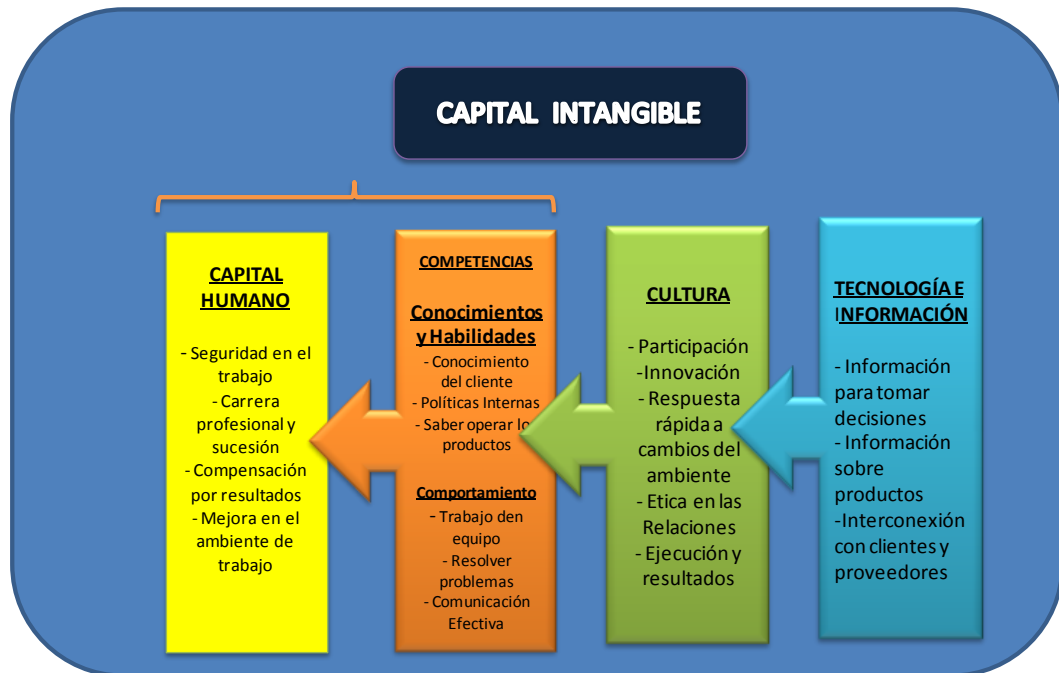 CAPITAL INTANGIBLE
CAPITAL
HUMANO
- Seguridad en el
trabajo
- Carrera
profesional y
sucesión
- Compensación
por resultados
- Mejora en el
ambiente de
trabajo
COMPETENCIAS
Conocimientos
y Habilidades
- Conocimiento
del cliente
- Políticas Internas
- Saber operar lo
productos
Comportamiento
- Trabajo den
equipo
- Resolver
problemas
- Comunicación
Efectiva
CULTURA
- Participación
-Innovación
- Respuesta
rápida a
cambios del
ambiente
- Etica en las
Relaciones
- Ejecución y
resultados
TECNOLOGÍA E
INFORMACIÓN
- Información
para tomar
decisiones
- Información
sobre
productos
-Interconexión
con clientes y
proveedores